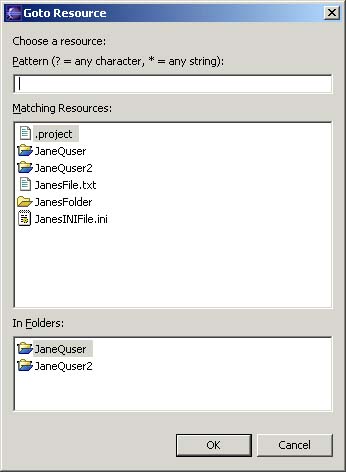 Goto Resource
Choose a resource:
Pattern (? = any character, * = any string):
Matching Resources:
.project
JaneQuser
JaneQuser2
JanesFile.txt
JanesFolder
JanesINIFile.ini
In Folders:
JaneQuser
JaneQuser2
OK Cancel